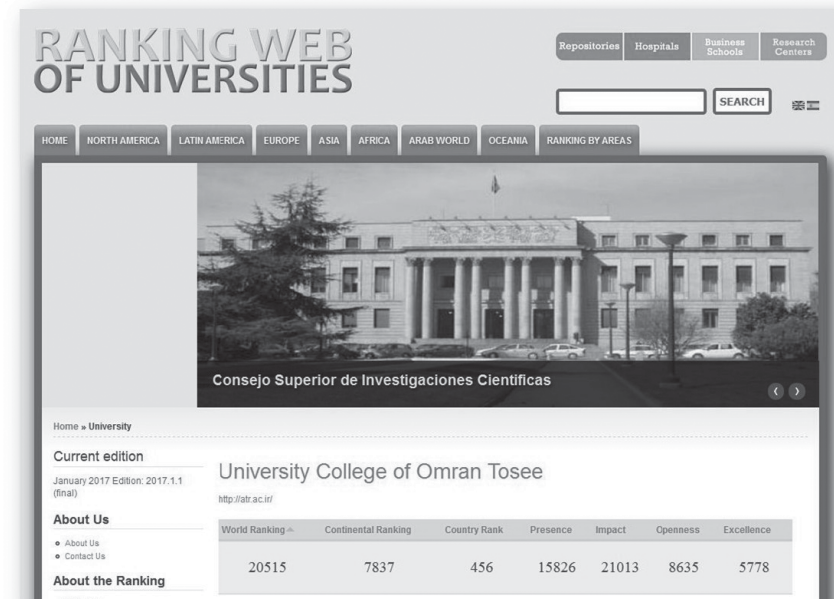 RANKING WEB
OF UNIVERSITIES
Repositories
Hospitals
Business
Schools
Research
Centers
SEARCH
HOME NORTH AMERICA LATIN AMERICA EUROPE ASIA AFRICA ARAB WORLD OCEANIA RANKING BY AREAS
Consejo Superior de Investigaciones Cientificas
Home » University
Current edition
January 2017 Edition: 2017.1.1
(final)
About Us
About Us
Contact Us
About the Ranking
University College of Omran Tosee
http://atr.ac.ir/
World Ranking Continental Ranking Country Rank Presence Impact Openness Excellence
20515 7837 456 15826 21013 8635 5778